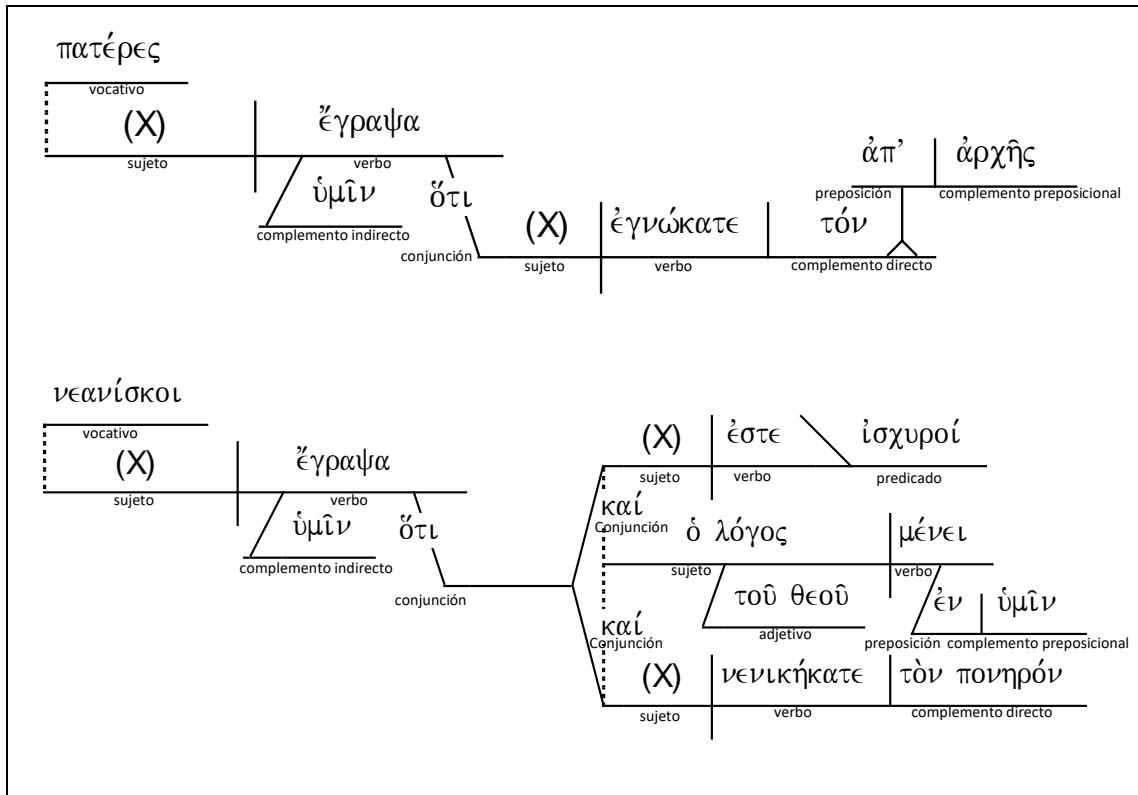 πατέρες
vocativo
(X) ἔγραψα
sujeto verbo
ἀπ' ἀρχῆς
preposición complemento preposicional
ὑμῖν ὅτι
complemento indirecto
conjunción
(X) ἐγνώκατε τόν
sujeto verbo complemento directo
νεανίσκοι
vocativo
(X) ἔγραψα
sujeto verbo
ὑμῖν ὅτι
complemento indirecto
conjunción
(X) ἐστε ἰσχυροί
sujeto verbo predicado
καί
Conjunción
ὁ λόγος μένει
sujeto verbo
τοῦ θεοῦ ἐν ὑμῖν
adjetivo preposición complemento preposicional
καί
Conjunción
(X) νενικήκατε τὸν πονηρόν
sujeto verbo complemento directo